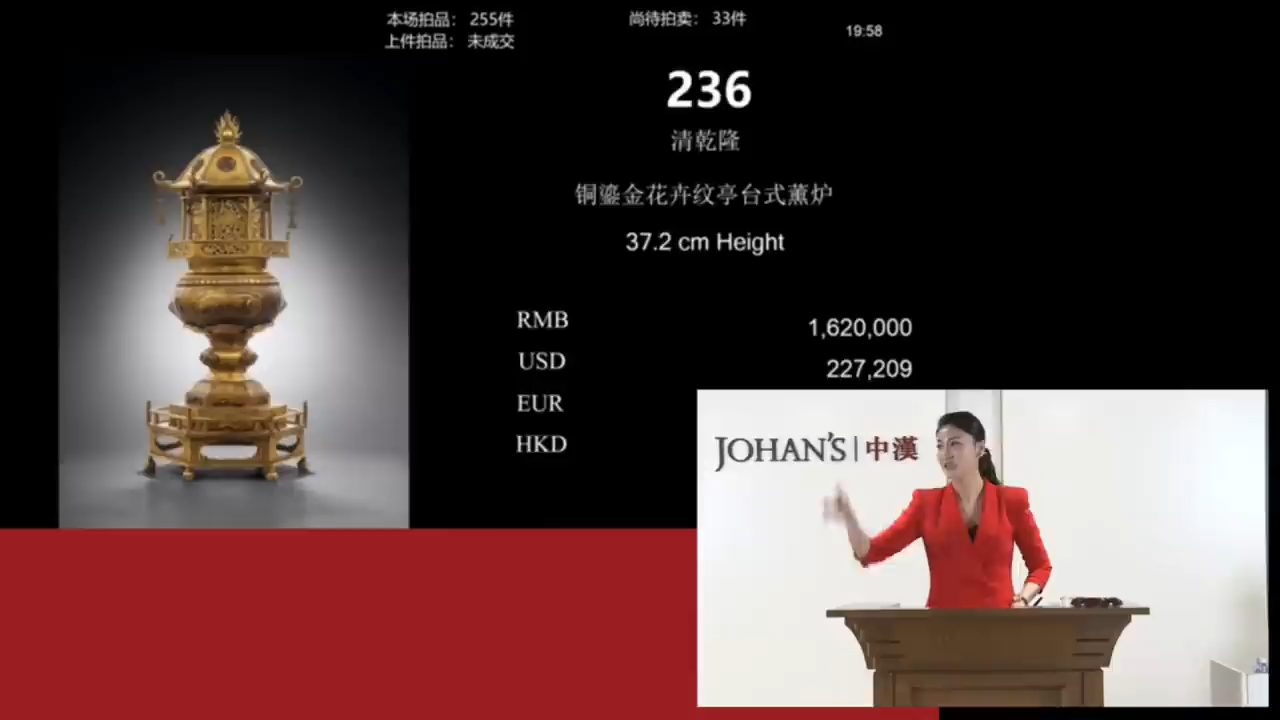 本场拍品： 255件
尚待拍卖： 33件
上件拍品： 未成交
19:58
236
清乾隆
铜鎏金花卉纹亭台式薰炉
37.2 cm Height
RMB 1,620,000
USD 227,209
EUR
HKD
JOHAN'S | 中漢